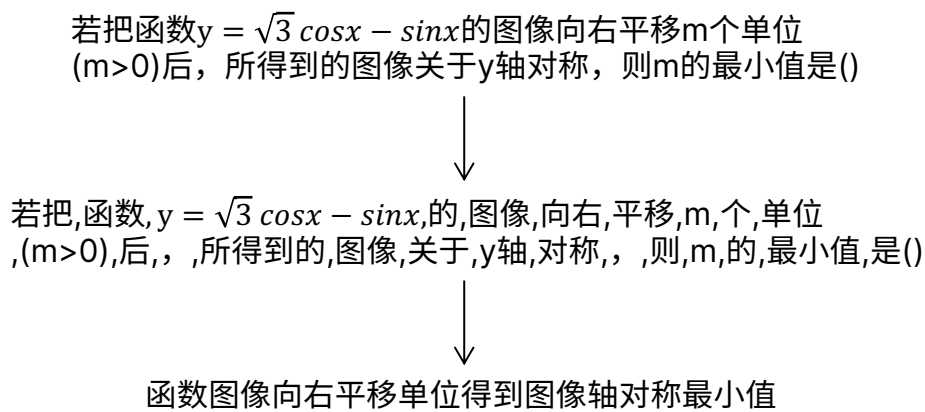 若把函数y = √3 cosx − sinx的图像向右平移m个单位
(m>0)后，所得到的图像关于y轴对称，则m的最小值是()
若把,函数, y = √3 cosx − sinx,的,图像,向右,平移,m,个,单位
,(m>0),后,，,所得到的,图像,关于,y轴,对称,，,则,m,的,最小值,是()
函数图像向右平移单位得到图像轴对称最小值